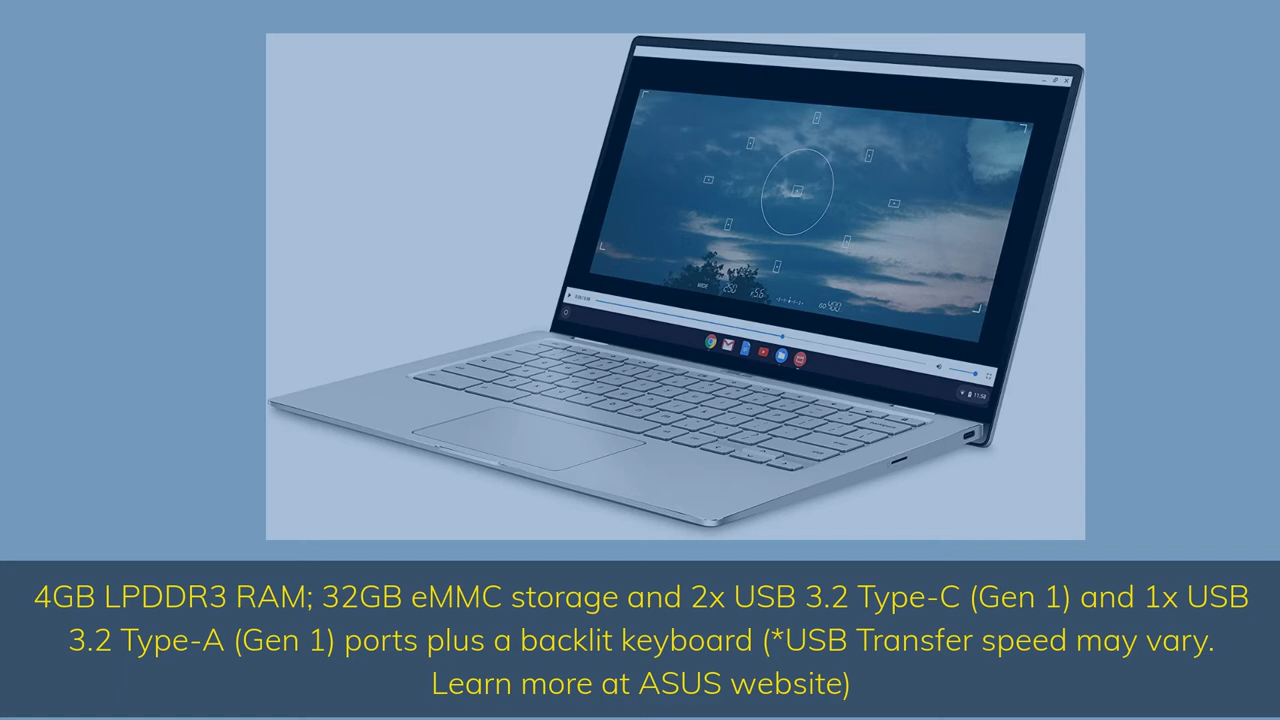 4GB LPDDR3 RAM; 32GB eMMC storage and 2x USB 3.2 Type-C (Gen 1) and 1x USB
3.2 Type-A (Gen 1) ports plus a backlit keyboard (*USB Transfer speed may vary.
Learn more at ASUS website)